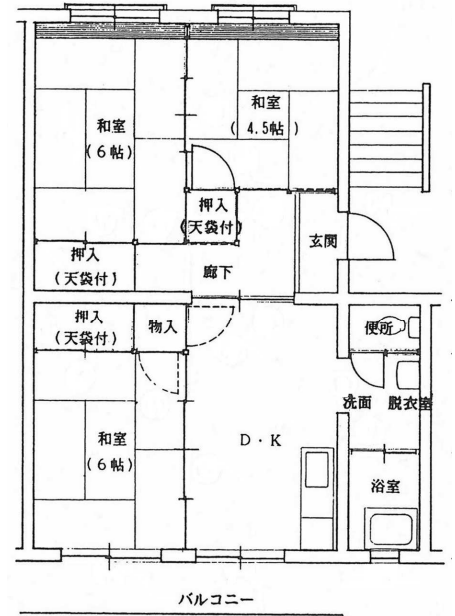 和室
(6帖)
和室
(4.5帖)
押入
(天袋付)
玄関
押入
(天袋付)
廊下
押入
(天袋付)
物入
便所
洗面 脱衣室
和室
(6帖)
D・K
浴室
バルコニー